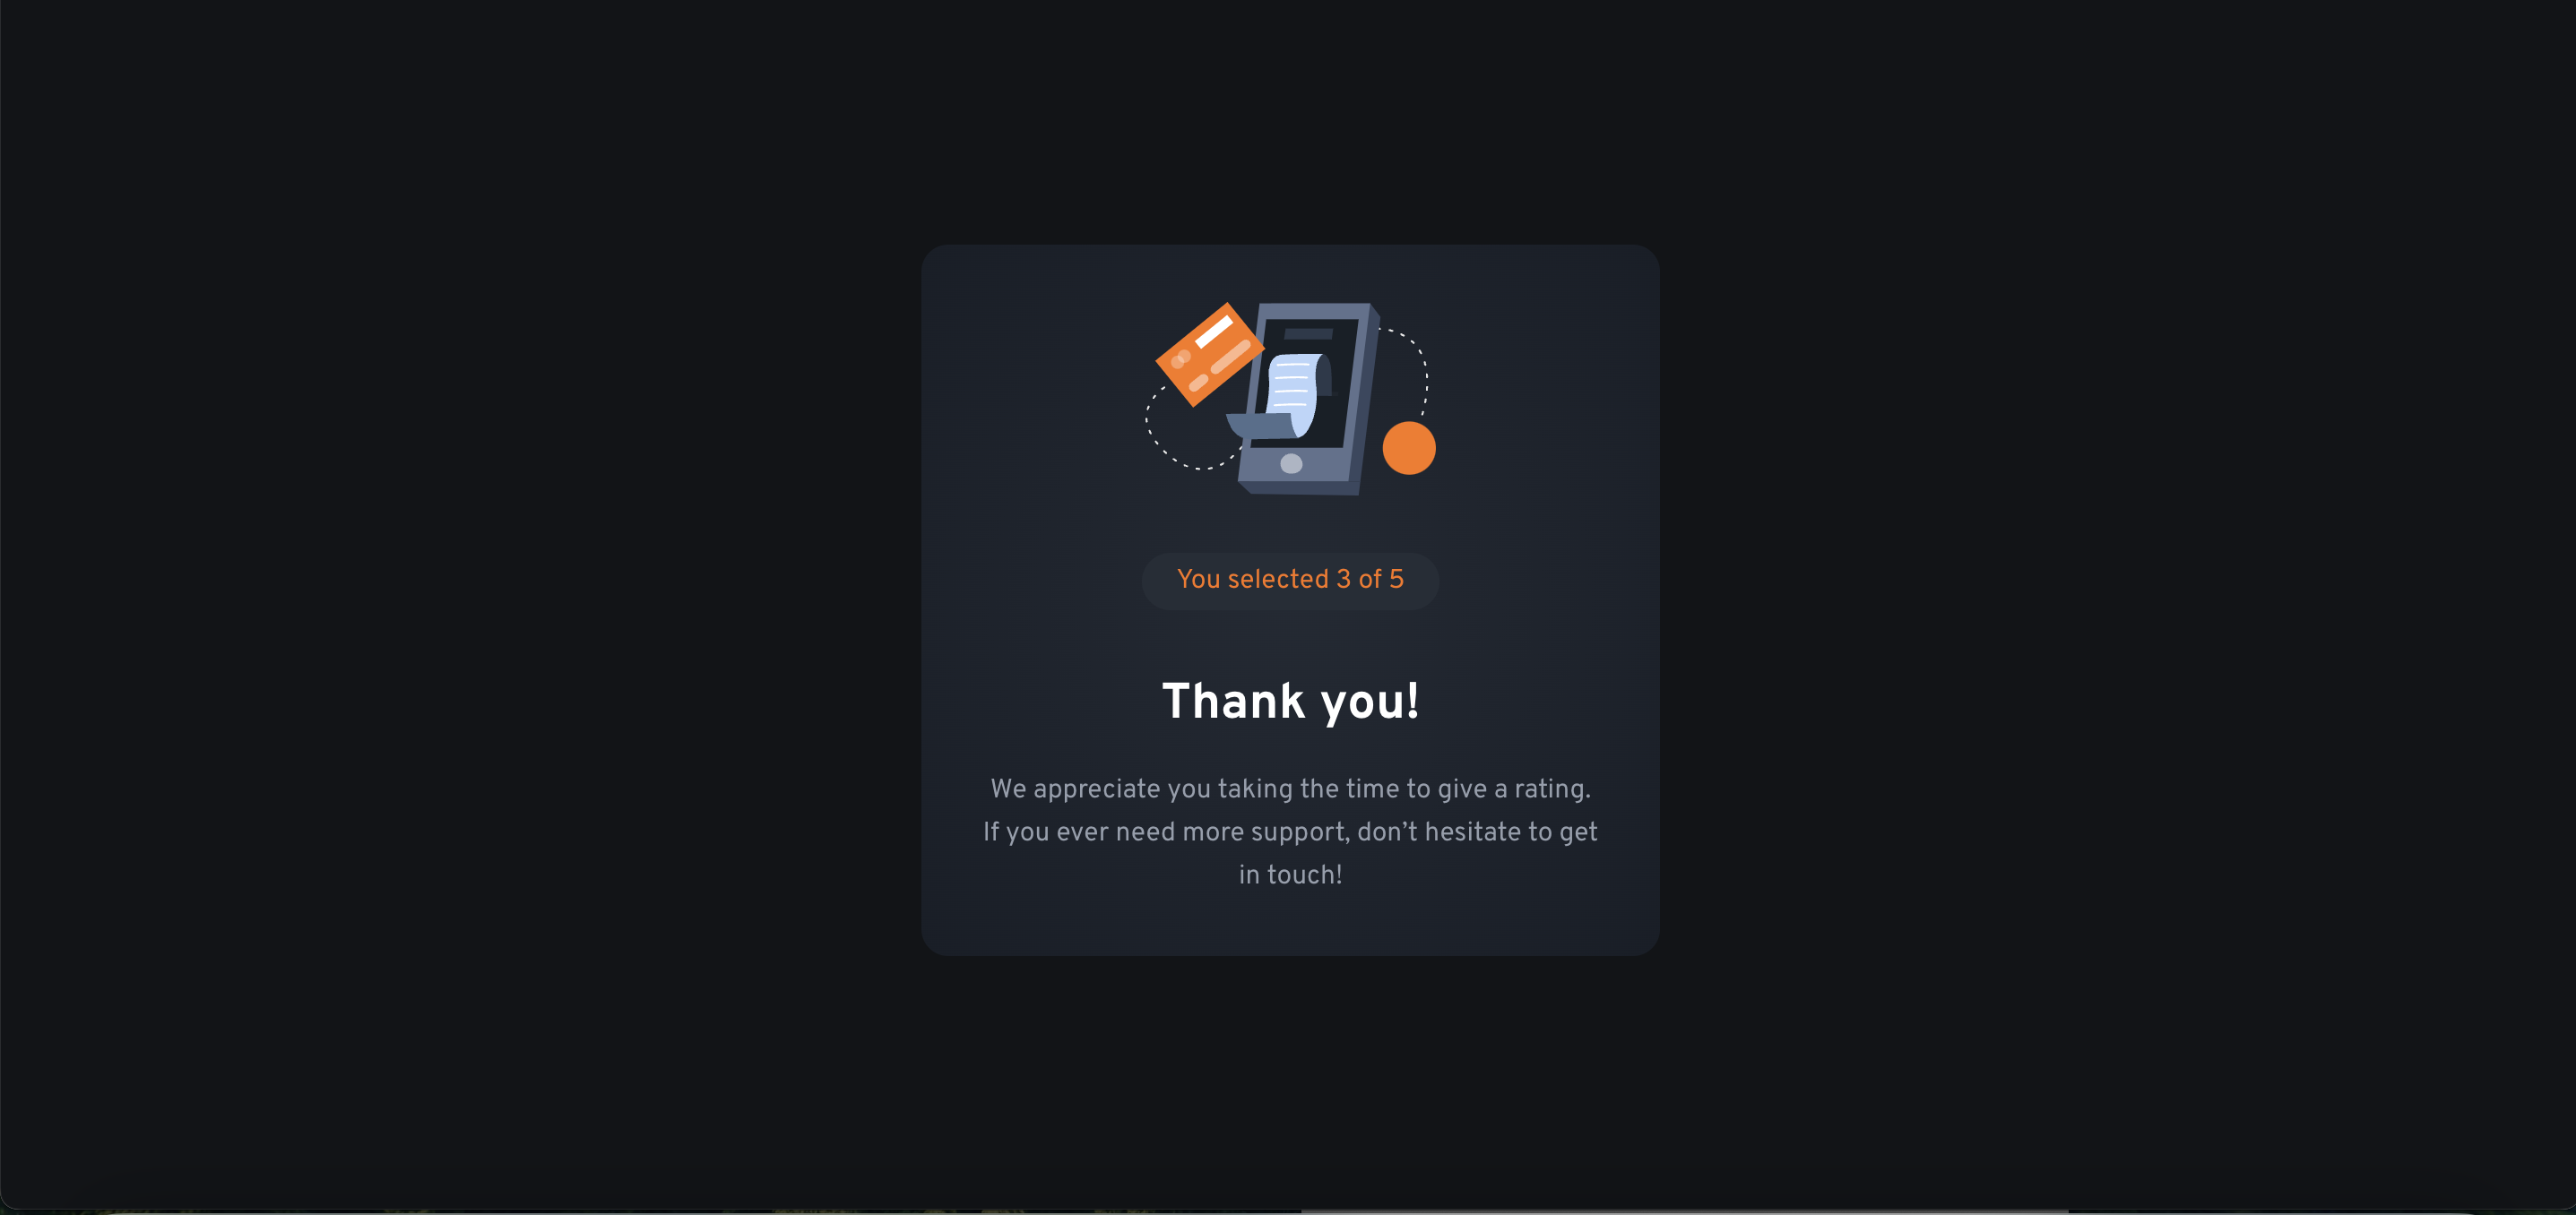 You selected 3 of 5
Thank you!
We appreciate you taking the time to give a rating.
If you ever need more support, don’t hesitate to get
in touch!